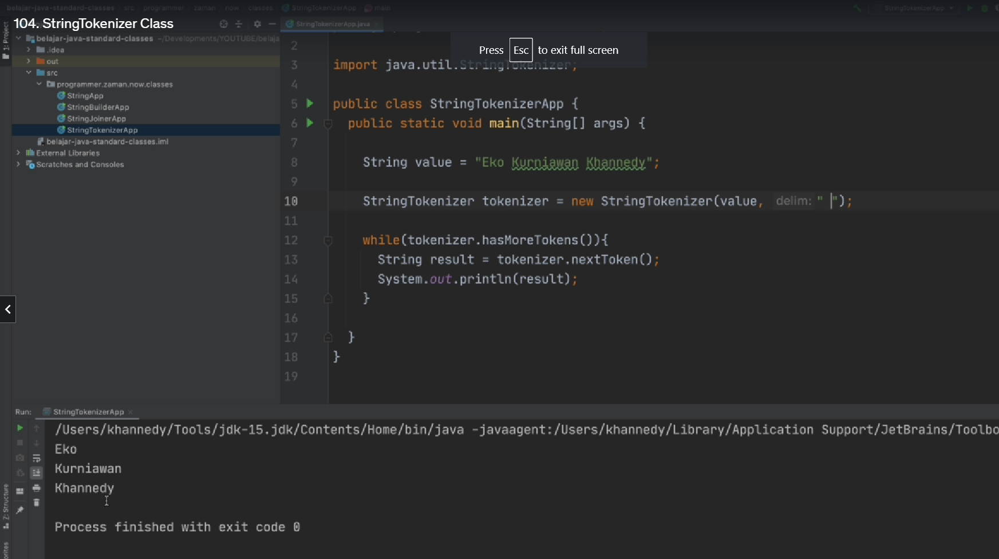 belajar-java-standard-classes src programmer zaman now classes StringTokenizerApp main StringTokenizerApp
104. StringTokenizer Class
StringTokenizerApp.java
1: Project
belajar-java-standard-classes ~/Developments/YOUTUBE/belaja
.idea
out
src
programmer.zaman.now.classes
StringApp
StringBuilderApp
StringJoinerApp
StringTokenizerApp
belajar-java-standard-classes.iml
External Libraries
Scratches and Consoles
Press Esc to exit full screen
2
3 import java.util.StringTokenizer;
4
5 public class StringTokenizerApp {
6 public static void main(String[] args) {
7
8 String value = "Eko Kurniawan Khannedy";
9
10 StringTokenizer tokenizer = new StringTokenizer(value, delim: " ");
11
12 while(tokenizer.hasMoreTokens()){
13 String result = tokenizer.nextToken();
14 System.out.println(result);
15 }
16
17 }
18 }
19
Run: StringTokenizerApp
/Users/khannedy/Tools/jdk-15.jdk/Contents/Home/bin/java -javaagent:/Users/khannedy/Library/Application Support/JetBrains/Toolbo
Eko
Kurniawan
Khannedy
Process finished with exit code 0
Z: Structure
orites